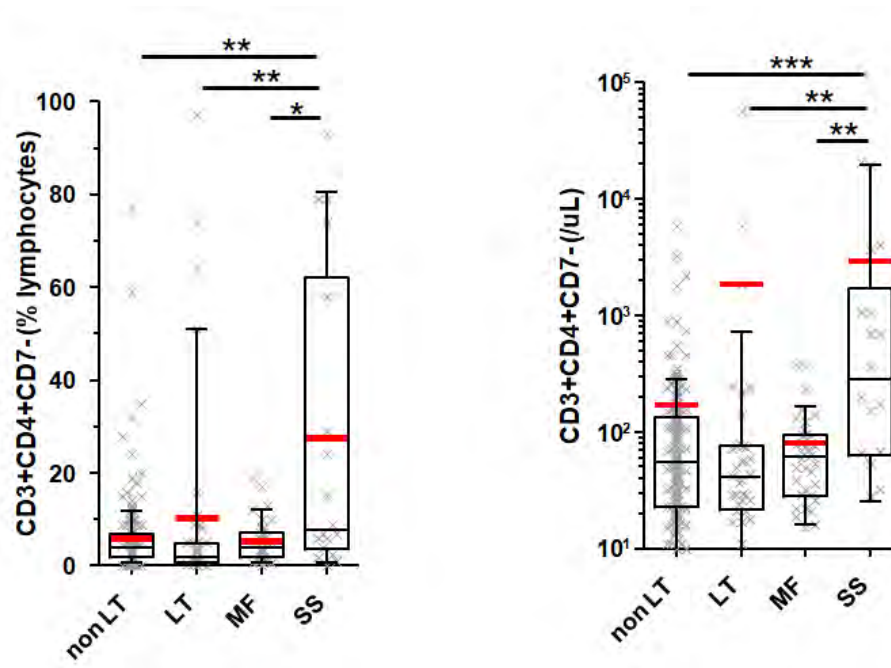 **
**
*
100
80
60
40
20
0
CD3+CD4+CD7-(% lymphocytes)
non LT
LT
MF
SS
***
**
**
10⁵
10⁴
10³
10²
10¹
CD3+CD4+CD7-(/uL)
non LT
LT
MF
SS